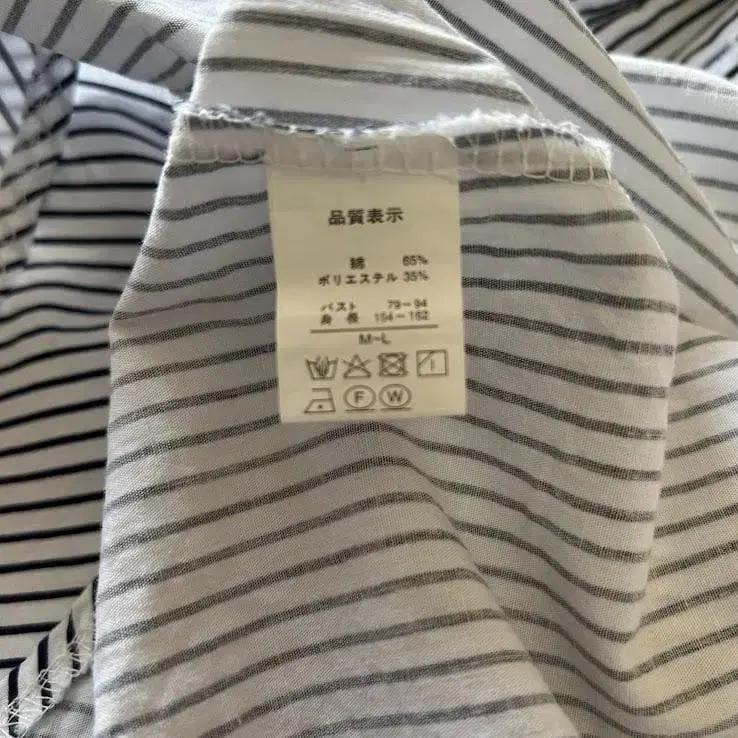 品質表示
綿 65%
ポリエステル 35%
バスト 79-94
身長 154-162
M-L
F W